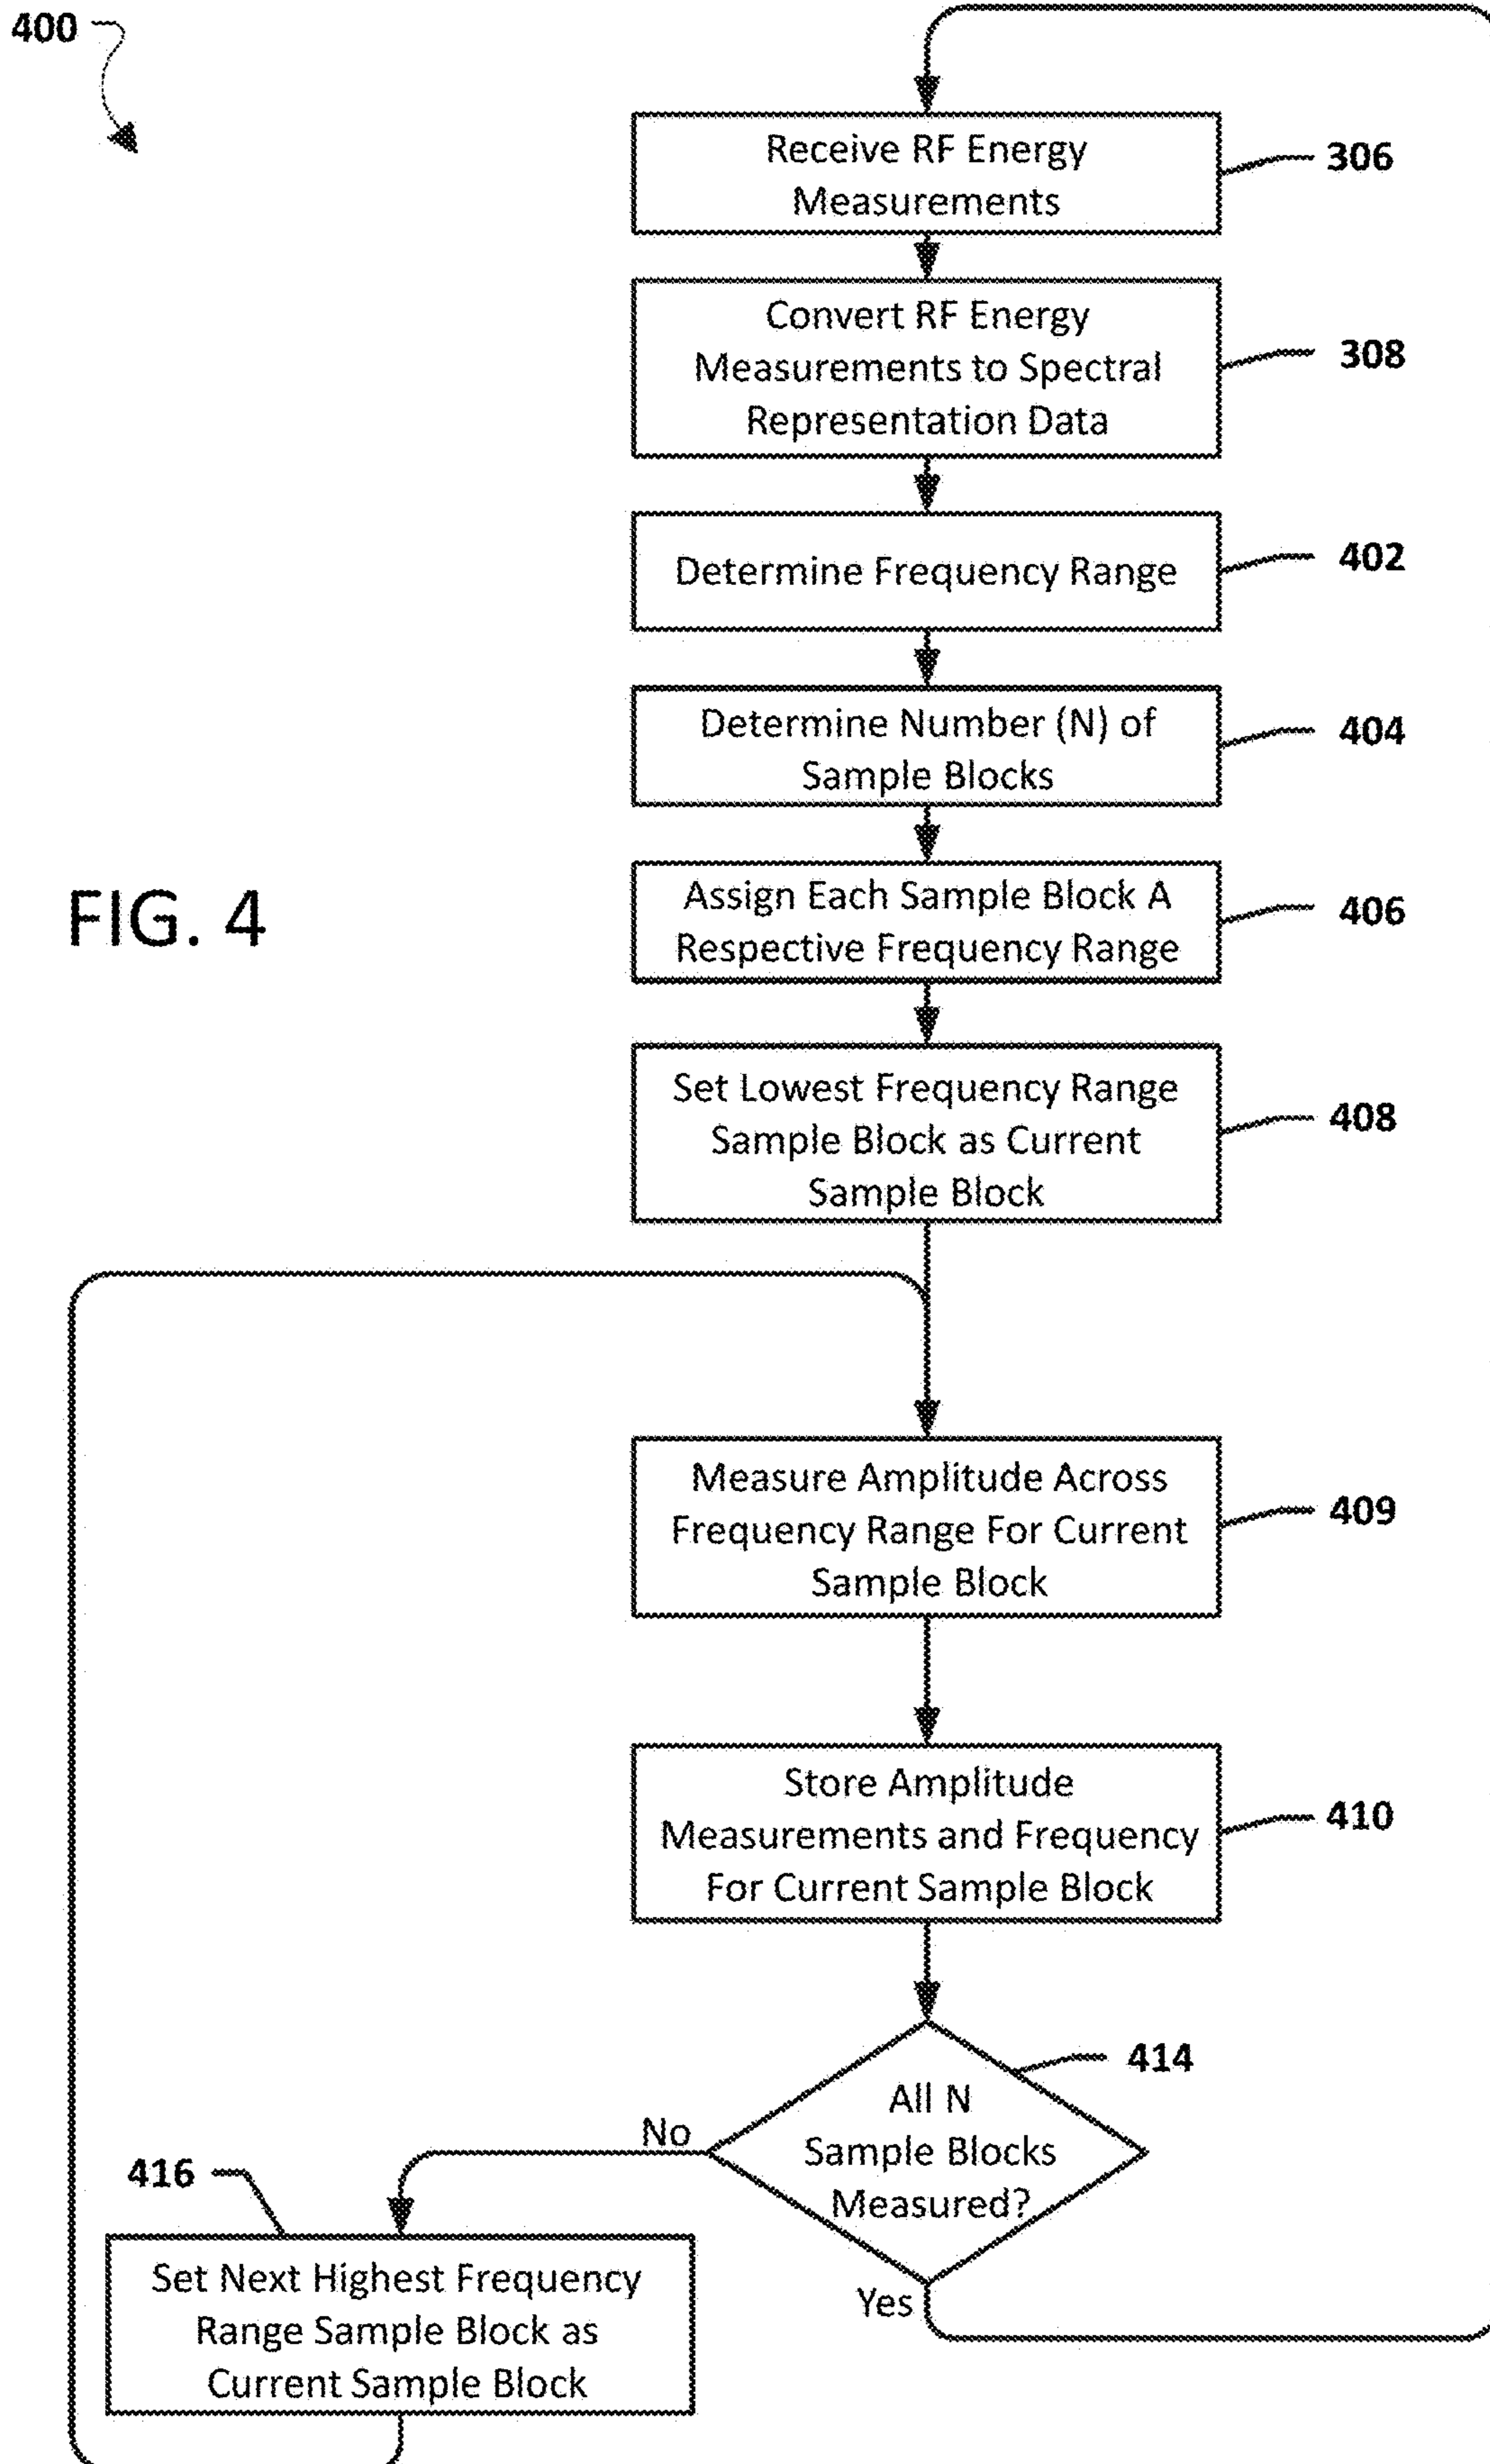 400
Receive RF Energy
Measurements
306
Convert RF Energy
Measurements to Spectral
Representation Data
308
Determine Frequency Range
402
Determine Number (N) of
Sample Blocks
404
FIG. 4
Assign Each Sample Block A
Respective Frequency Range
406
Set Lowest Frequency Range
Sample Block as Current
Sample Block
408
Measure Amplitude Across
Frequency Range For Current
Sample Block
409
Store Amplitude
Measurements and Frequency
For Current Sample Block
410
414
All N
Sample Blocks
Measured?
No
Yes
416
Set Next Highest Frequency
Range Sample Block as
Current Sample Block